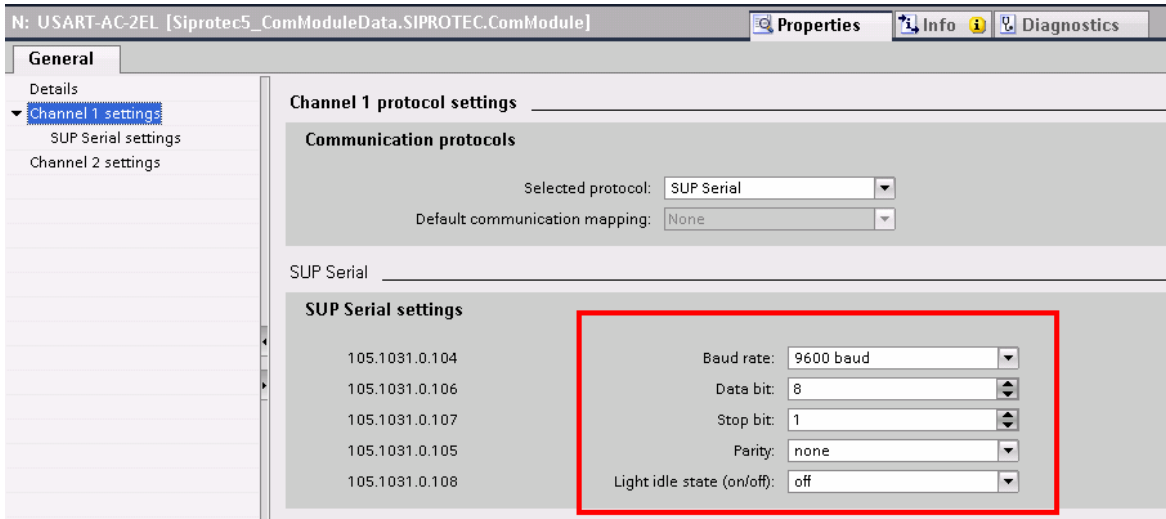 N: USART-AC-2EL [Siprotec5_ComModuleData.SIPROTEC.ComModule]
Properties
Info
Diagnostics
General
Details
Channel 1 settings
SUP Serial settings
Channel 2 settings
Channel 1 protocol settings
Communication protocols
Selected protocol: SUP Serial
Default communication mapping: None
SUP Serial
SUP Serial settings
105.1031.0.104 Baud rate: 9600 baud
105.1031.0.106 Data bit: 8
105.1031.0.107 Stop bit: 1
105.1031.0.105 Parity: none
105.1031.0.108 Light idle state (on/off): off